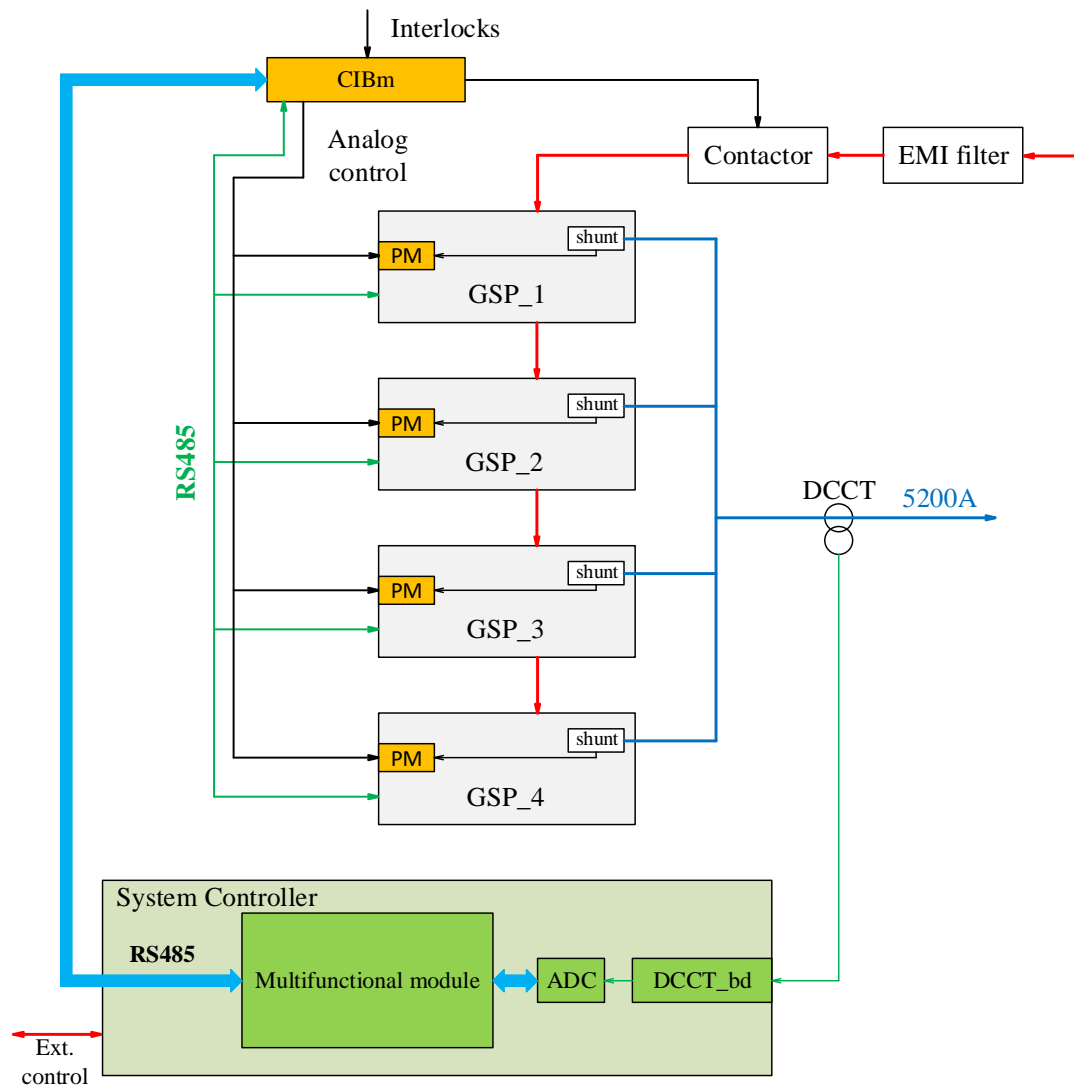 Interlocks
CIBm
Analog
control
Contactor
EMI filter
shunt
PM
GSP_1
shunt
PM
GSP_2
RS485
DCCT
5200A
shunt
PM
GSP_3
shunt
PM
GSP_4
System Controller
RS485
Multifunctional module
ADC
DCCT_bd
Ext.
control